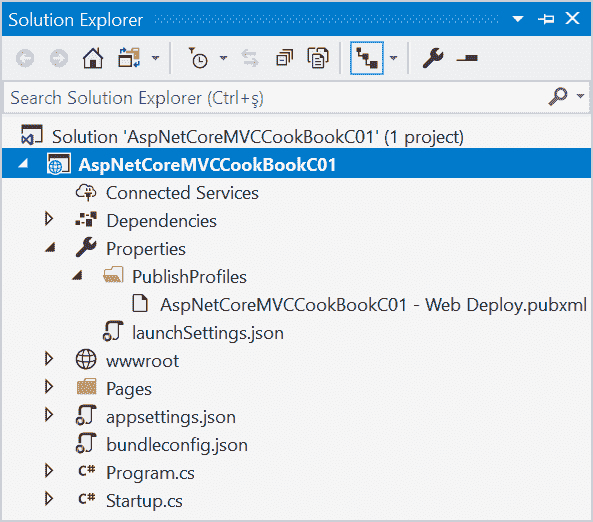 Solution Explorer
Search Solution Explorer (Ctrl+ş)
Solution 'AspNetCoreMVCCookBookC01' (1 project)
AspNetCoreMVCCookBookC01
Connected Services
Dependencies
Properties
PublishProfiles
AspNetCoreMVCCookBookC01 - Web Deploy.pubxml
launchSettings.json
wwwroot
Pages
appsettings.json
bundleconfig.json
C# Program.cs
C# Startup.cs